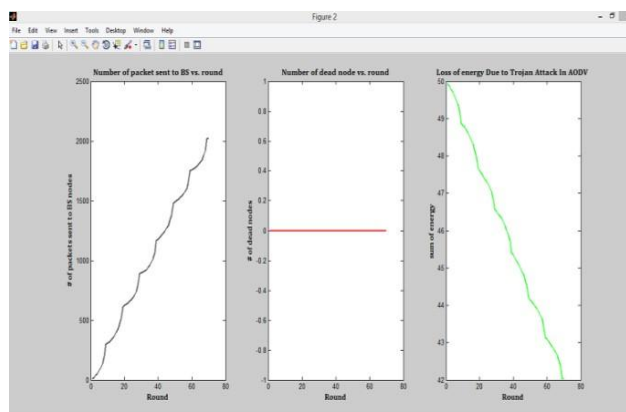 Figure 2
File Edit View Insert Tools Desktop Window Help
Number of packet sent to BS vs. round
# of packets sent to BS nodes
2500
2000
1500
1000
500
0
0 20 40 60 80
Round
Number of dead node vs. round
# of dead nodes
1
0.8
0.6
0.4
0.2
0
-0.2
-0.4
-0.6
-0.8
-1
0 20 40 60 80
Round
Loss of energy Due to Trojan Attack In AODV
sum of energy
50
49
48
47
46
45
44
43
42
0 20 40 60 80
Round